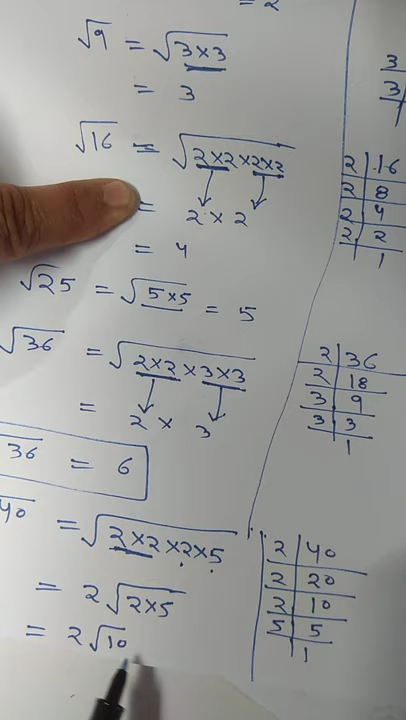 = 2
√9 = √3×3
= 3
√16 = √2×2×2×2
= 2 × 2
= 4
√25 = √5×5 = 5
√36 = √2×2×3×3
= 2 × 3
√36 = 6
√40 = √2×2×2×5
= 2√2×5
= 2√10
3
3
2 16
2 8
2 4
2 2
1
2 36
2 18
3 9
3 3
1
2 40
2 20
2 10
5 5
1